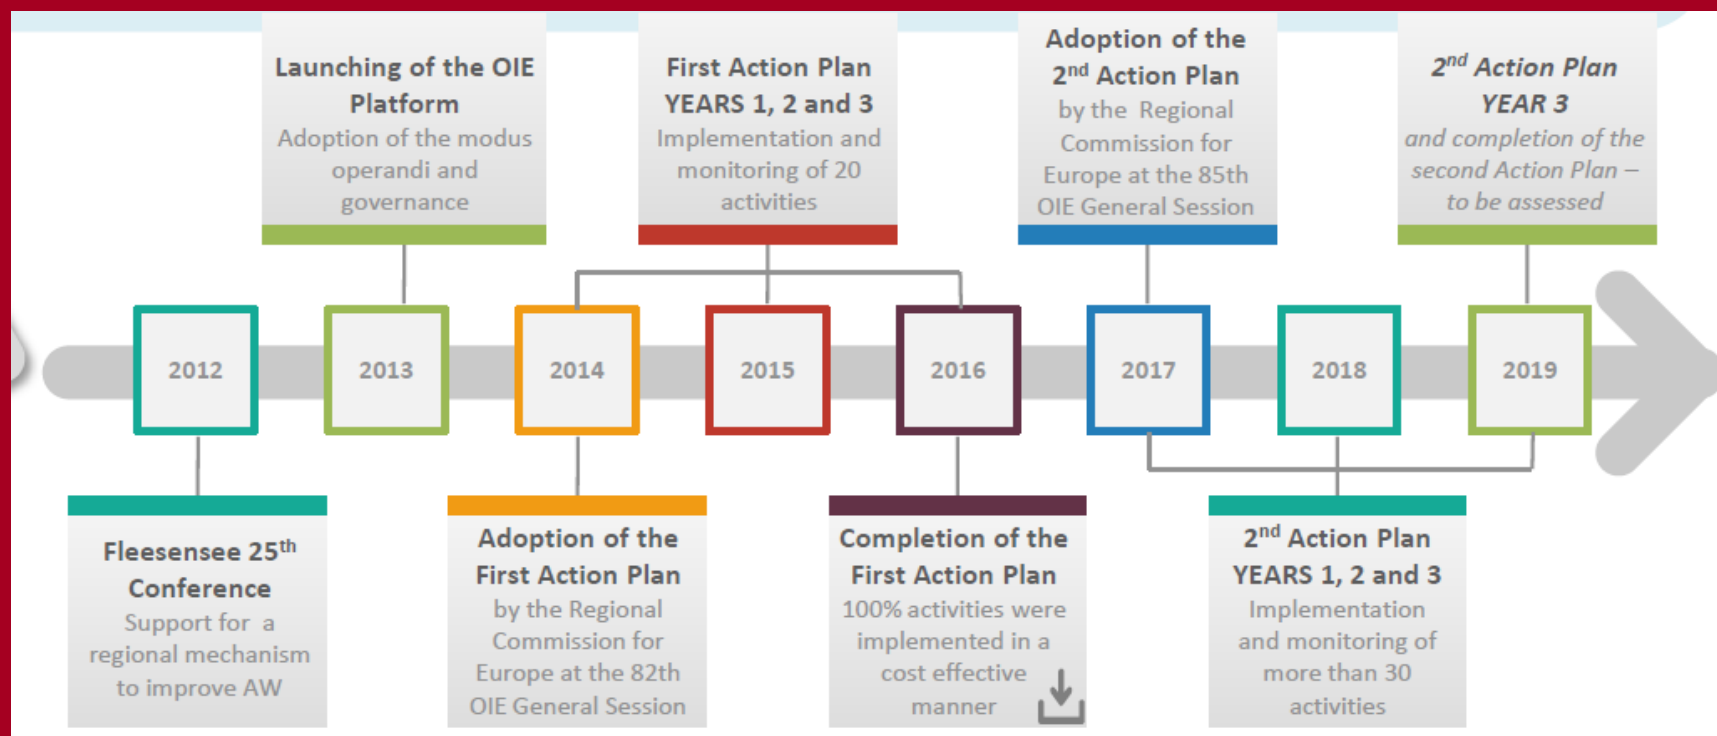 Launching of the OIE
Platform
Adoption of the modus
operandi and
governance
First Action Plan
YEARS 1, 2 and 3
Implementation and
monitoring of 20
activities
Adoption of the
2nd Action Plan
by the Regional
Commission for
Europe at the 85th
OIE General Session
2nd Action Plan
YEAR 3
and completion of the
second Action Plan –
to be assessed
2012
2013
2014
2015
2016
2017
2018
2019
Fleesensee 25th
Conference
Support for a
regional mechanism
to improve AW
Adoption of the
First Action Plan
by the Regional
Commission for
Europe at the 82th
OIE General Session
Completion of the
First Action Plan
100% activities were
implemented in a
cost effective
manner
2nd Action Plan
YEARS 1, 2 and 3
Implementation
and monitoring of
more than 30
activities